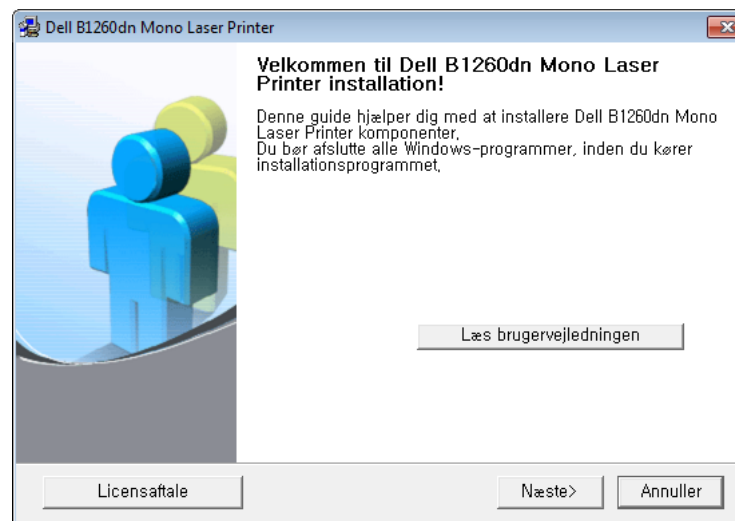 Dell B1260dn Mono Laser Printer
Velkommen til Dell B1260dn Mono Laser
Printer installation!
Denne guide hjælper dig med at installere Dell B1260dn Mono
Laser Printer komponenter.
Du bør afslutte alle Windows-programmer, inden du kører
installationsprogrammet.
Læs brugervejledningen
Licensaftale
Næste>
Annuller